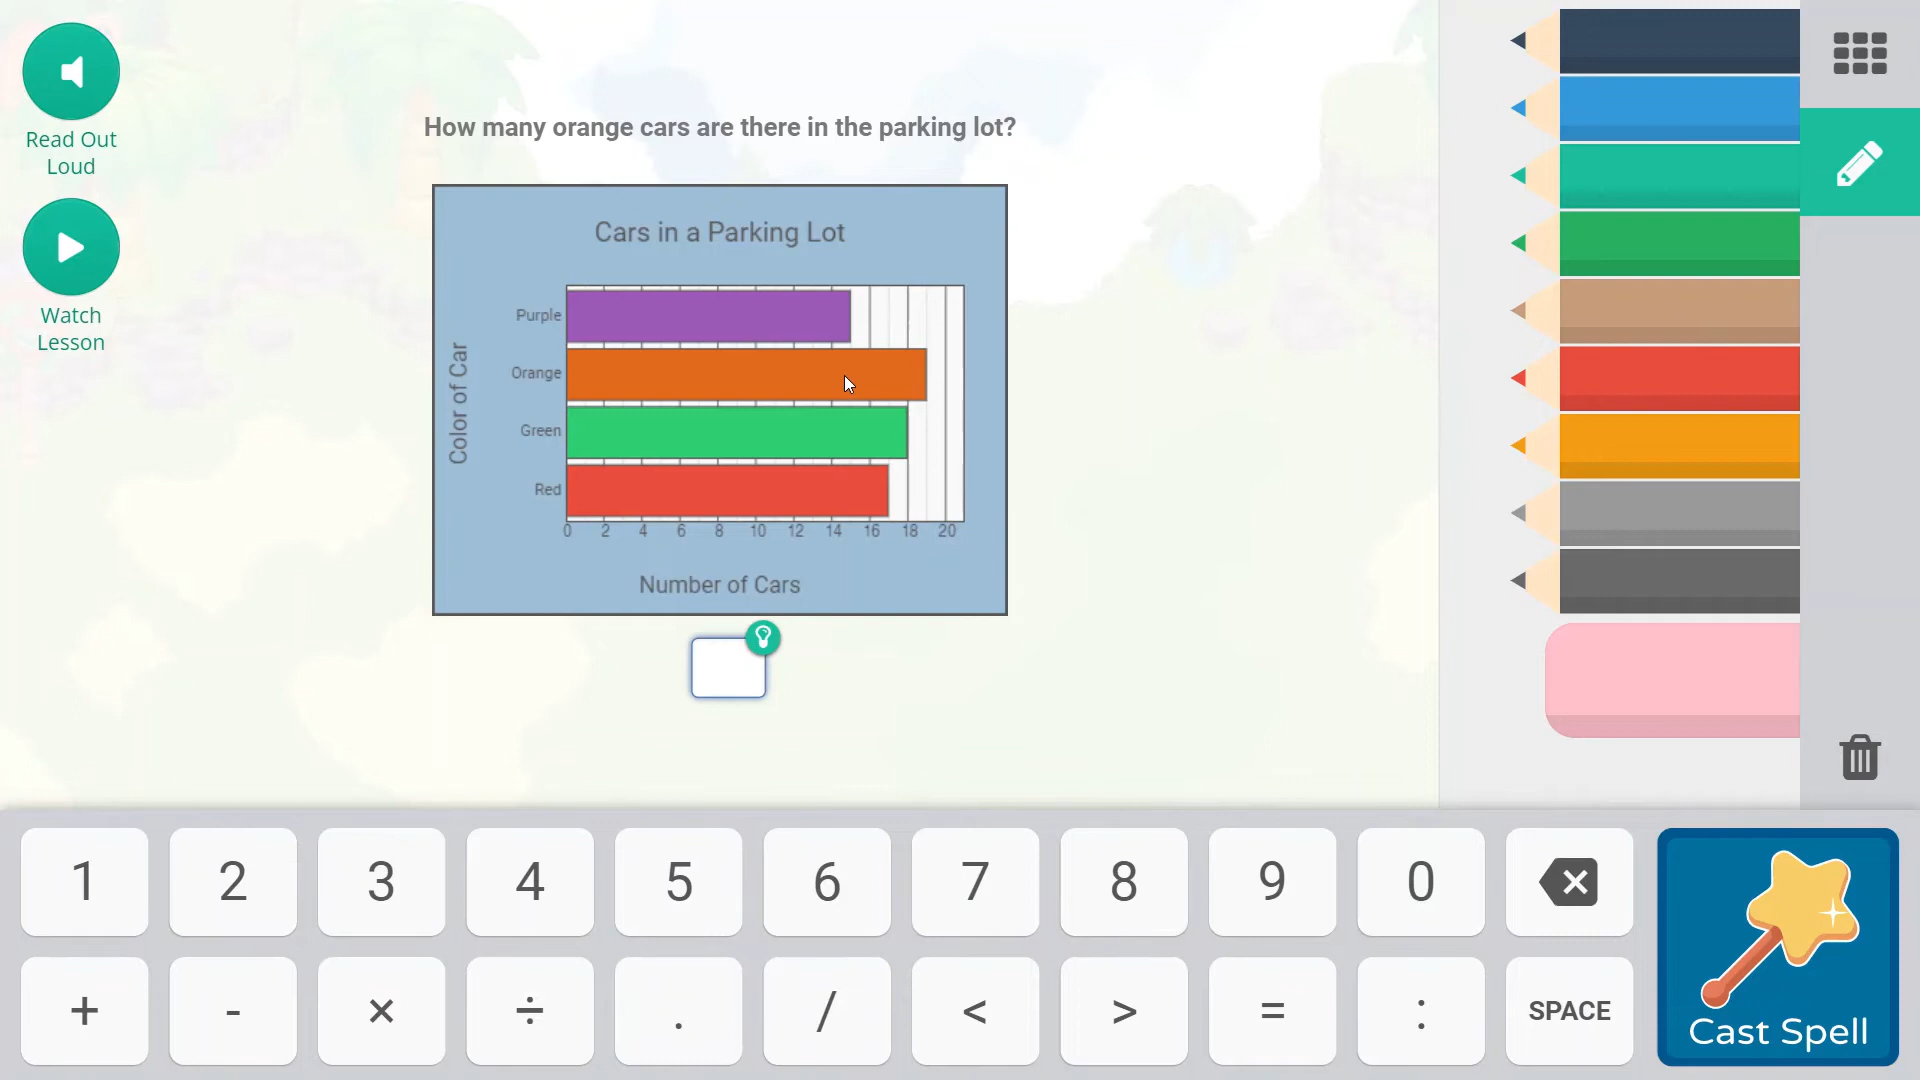 Read Out
Loud
Watch
Lesson
How many orange cars are there in the parking lot?
Cars in a Parking Lot
Color of Car
Purple
Orange
Green
Red
0 2 4 6 8 10 12 14 16 18 20
Number of Cars
1 2 3 4 5 6 7 8 9 0
+ - × ÷ . / < > = : SPACE
Cast Spell